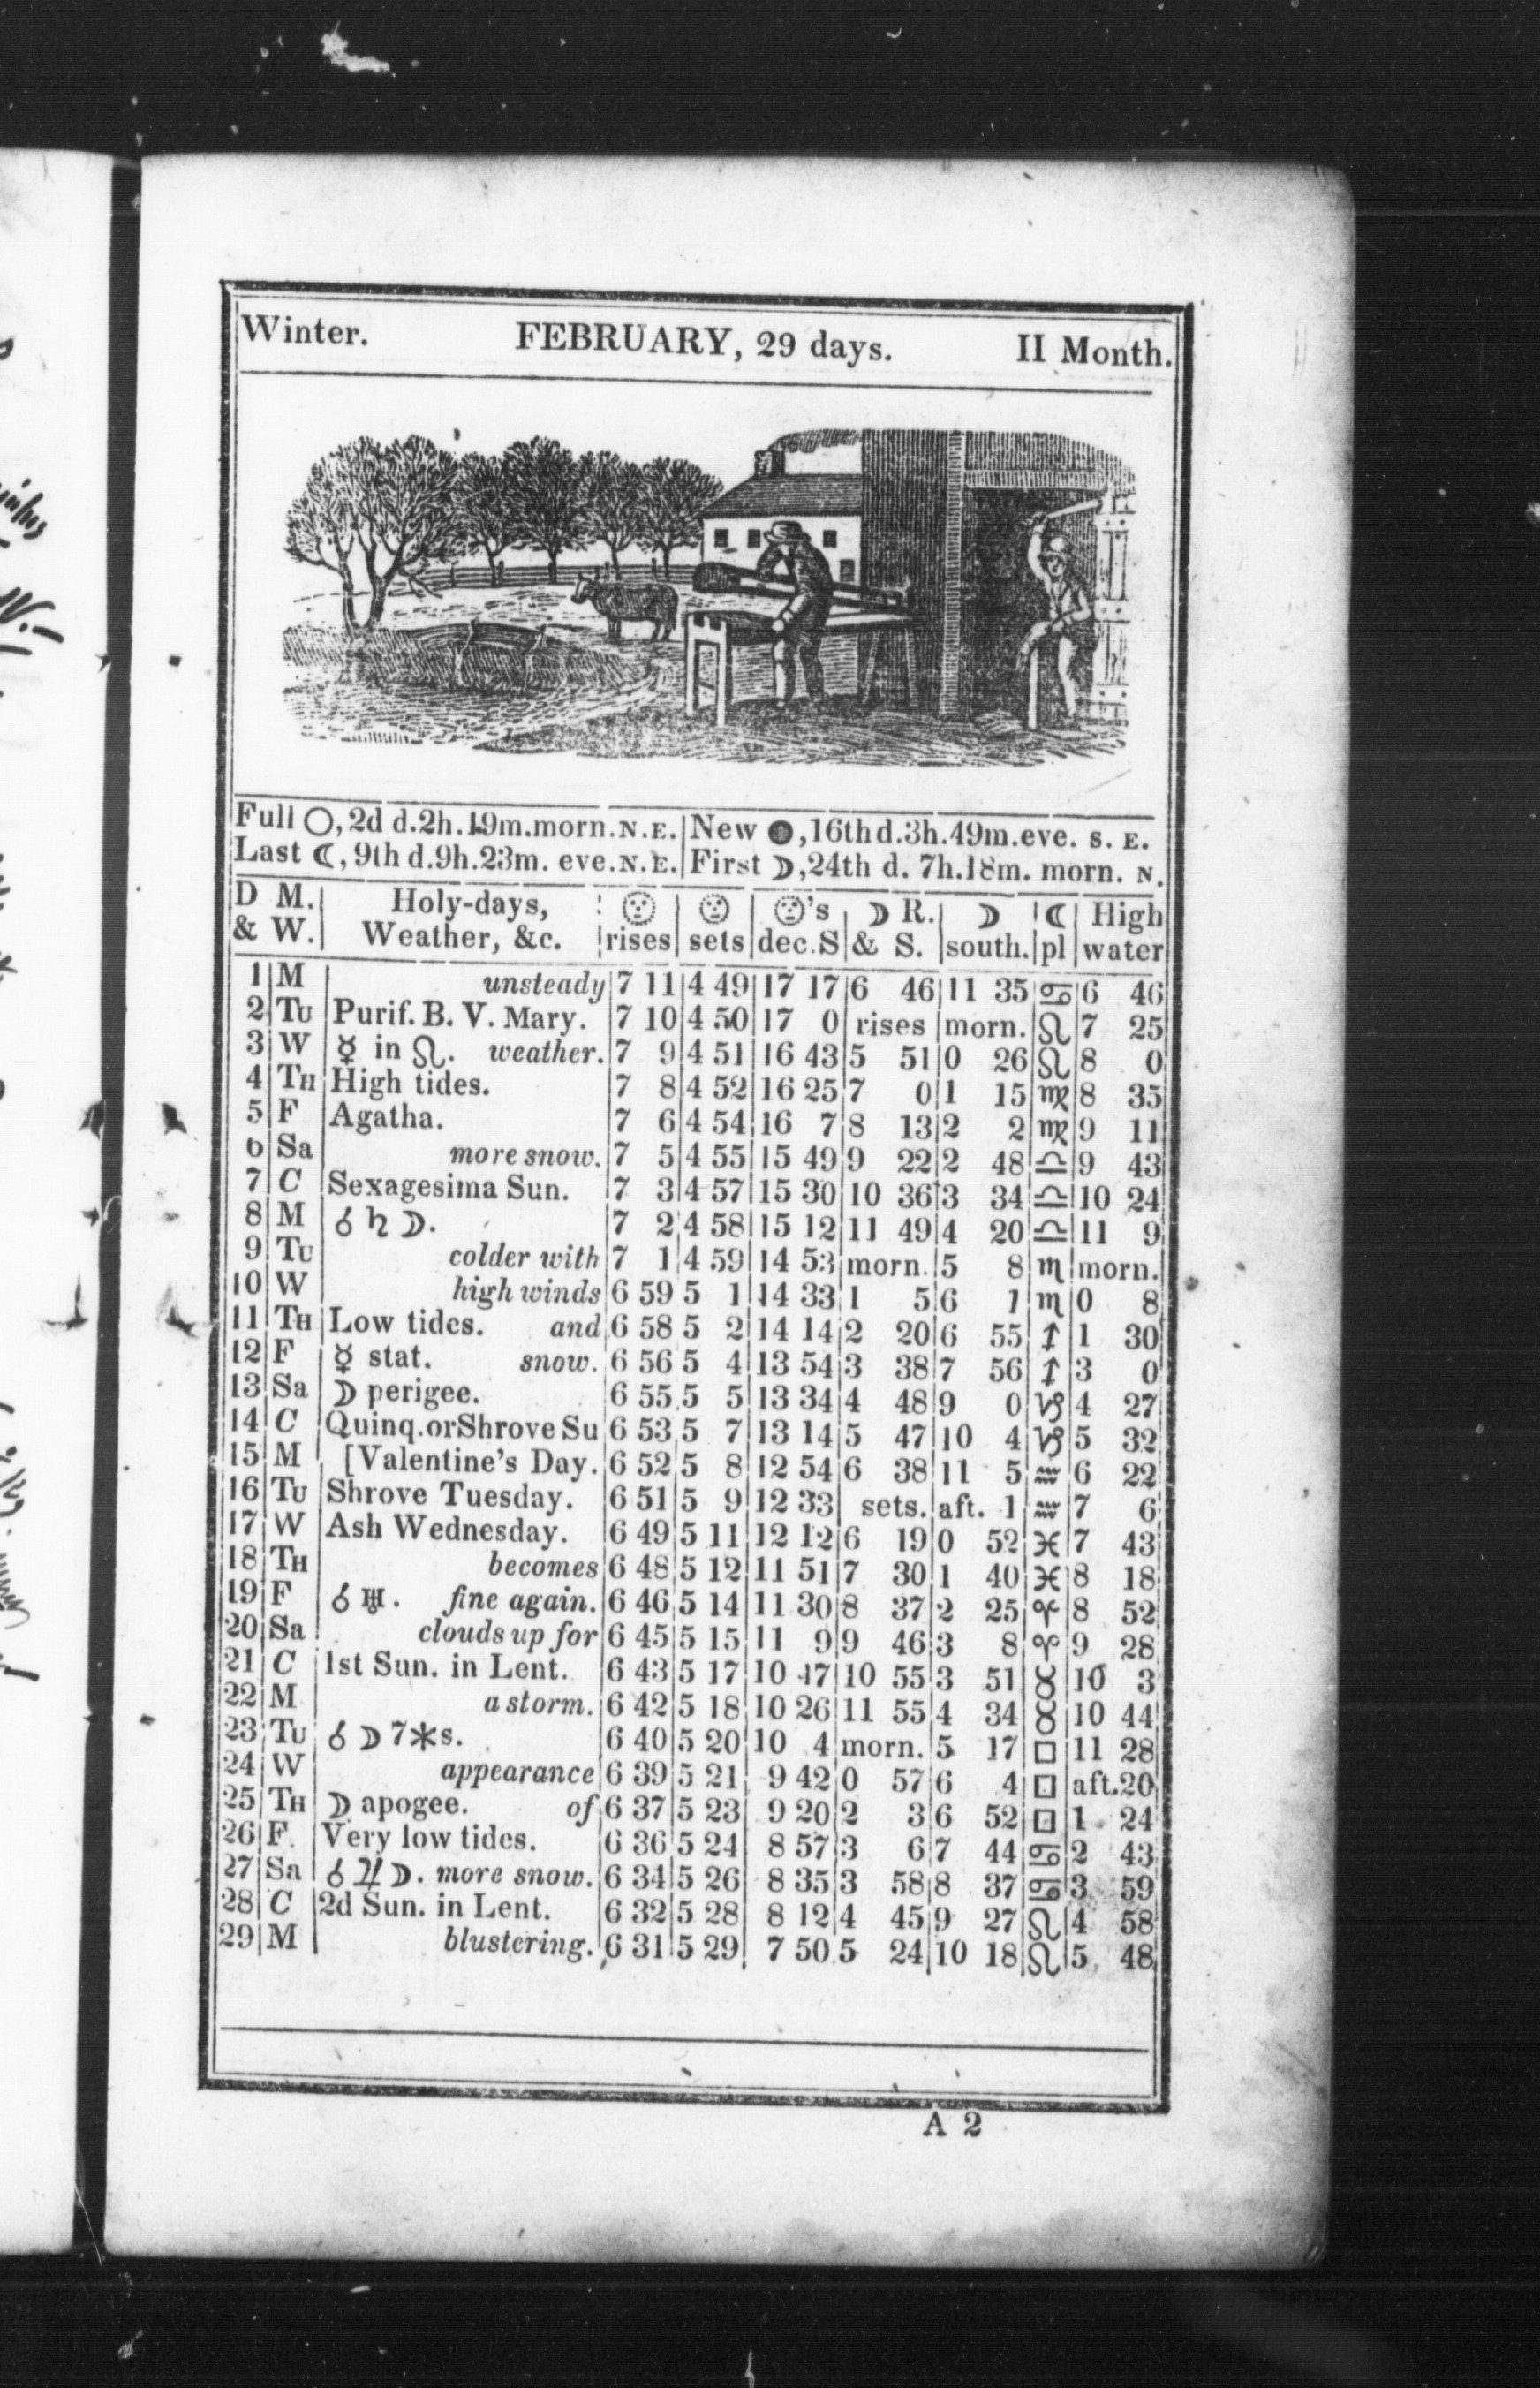 Winter. FEBRUARY, 29 days. II Month.
Full ○, 2d d. 2h. 19m. morn. N. E. | New ●, 16th d. 3h. 49m. eve. S. E.
Last ☾, 9th d. 9h. 23m. eve. N. E. | First ☽, 24th d. 7h. 18m. morn. N.
D M. | Holy-days, | ☉ | ☉ | ☉'s | ☽ R. | ☽ | ☾ | High
& W. | Weather, &c. | rises | sets | dec. S | & S. | south. | pl | water
1 | M | unsteady | 7 11 | 4 49 | 17 17 | 6 46 | 11 35 | ♋ | 6 46
2 | Tu | Purif. B. V. Mary. | 7 10 | 4 50 | 17 0 | rises | morn. | ♌ | 7 25
3 | W | ☿ in ♌. weather. | 7 9 | 4 51 | 16 43 | 5 51 | 0 26 | ♌ | 8 0
4 | Th | High tides. | 7 8 | 4 52 | 16 25 | 7 0 | 1 15 | ♍ | 8 35
5 | F | Agatha. | 7 6 | 4 54 | 16 7 | 8 13 | 2 2 | ♍ | 9 11
6 | Sa | more snow. | 7 5 | 4 55 | 15 49 | 9 22 | 2 48 | ♎ | 9 43
7 | C | Sexagesima Sun. | 7 3 | 4 57 | 15 30 | 10 36 | 3 34 | ♎ | 10 24
8 | M | ☌ ♄ ☽. | 7 2 | 4 58 | 15 12 | 11 49 | 4 20 | ♎ | 11 9
9 | Tu | colder with | 7 1 | 4 59 | 14 53 | morn. | 5 8 | ♏ | morn.
10 | W | high winds | 6 59 | 5 1 | 14 33 | 1 5 | 6 1 | ♏ | 0 8
11 | Th | Low tides. and | 6 58 | 5 2 | 14 14 | 2 20 | 6 55 | ♐ | 1 30
12 | F | ☿ stat. snow. | 6 56 | 5 4 | 13 54 | 3 38 | 7 56 | ♐ | 3 0
13 | Sa | ☽ perigee. | 6 55 | 5 5 | 13 34 | 4 48 | 9 0 | ♑ | 4 27
14 | C | Quinq. or Shrove Su | 6 53 | 5 7 | 13 14 | 5 47 | 10 4 | ♑ | 5 32
15 | M | [Valentine's Day. | 6 52 | 5 8 | 12 54 | 6 38 | 11 5 | ♒ | 6 22
16 | Tu | Shrove Tuesday. | 6 51 | 5 9 | 12 33 | sets. | aft. 1 | ♒ | 7 6
17 | W | Ash Wednesday. | 6 49 | 5 11 | 12 12 | 6 19 | 0 52 | ♓ | 7 43
18 | Th | becomes | 6 48 | 5 12 | 11 51 | 7 30 | 1 40 | ♓ | 8 18
19 | F | ☌ ♅. fine again. | 6 46 | 5 14 | 11 30 | 8 37 | 2 25 | ♈ | 8 52
20 | Sa | clouds up for | 6 45 | 5 15 | 11 9 | 9 46 | 3 8 | ♈ | 9 28
21 | C | 1st Sun. in Lent. | 6 43 | 5 17 | 10 47 | 10 55 | 3 51 | ♉ | 10 3
22 | M | a storm. | 6 42 | 5 18 | 10 26 | 11 55 | 4 34 | ♉ | 10 44
23 | Tu | ☌ ☽ 7*s. | 6 40 | 5 20 | 10 4 | morn. | 5 17 | □ | 11 28
24 | W | appearance | 6 39 | 5 21 | 9 42 | 0 57 | 6 4 | □ | aft. 20
25 | Th | ☽ apogee. of | 6 37 | 5 23 | 9 20 | 2 3 | 6 52 | □ | 1 24
26 | F. | Very low tides. | 6 36 | 5 24 | 8 57 | 3 6 | 7 44 | ♋ | 2 43
27 | Sa | ☌ ♃ ☽. more snow. | 6 34 | 5 26 | 8 35 | 3 58 | 8 37 | ♋ | 3 59
28 | C | 2d Sun. in Lent. | 6 32 | 5 28 | 8 12 | 4 45 | 9 27 | ♌ | 4 58
29 | M | blustering. | 6 31 | 5 29 | 7 50 | 5 24 | 10 18 | ♌ | 5 48
A 2